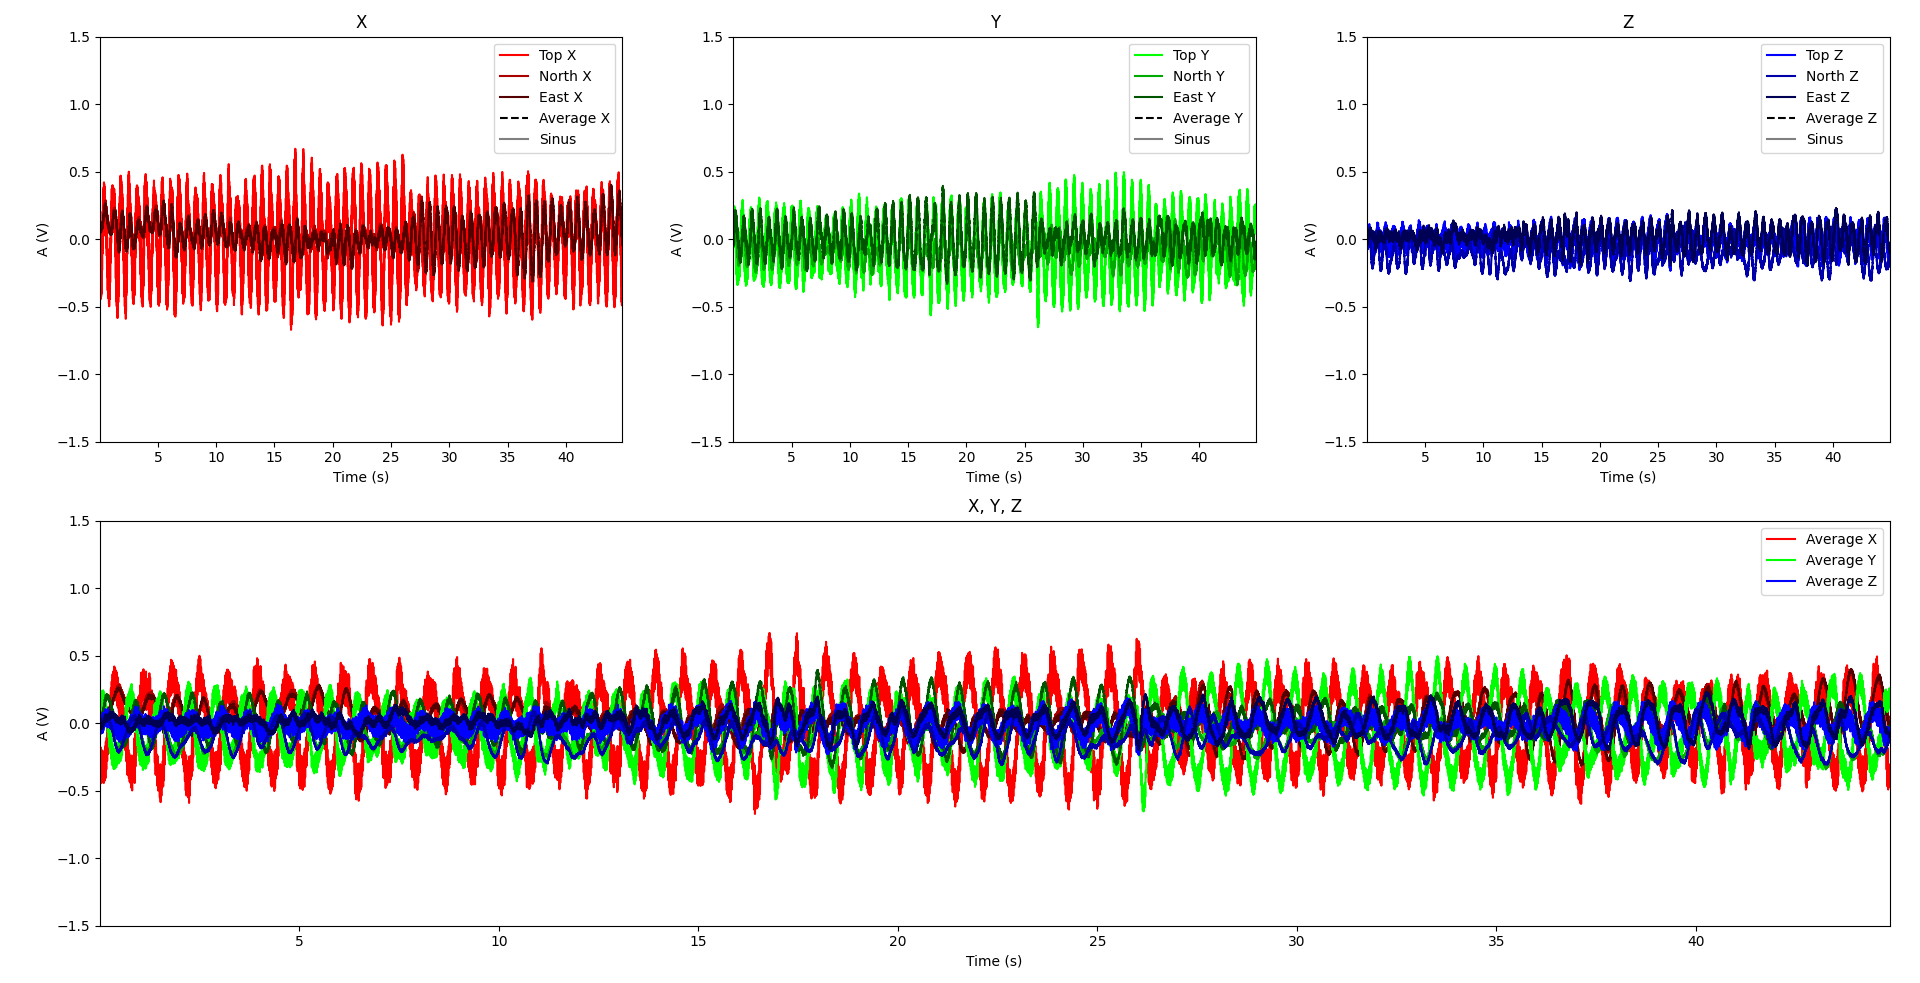 X
1.5
1.0
0.5
0.0
−0.5
−1.0
−1.5
A (V)
5 10 15 20 25 30 35 40
Time (s)
Top X
North X
East X
Average X
Sinus
Y
1.5
1.0
0.5
0.0
−0.5
−1.0
−1.5
A (V)
5 10 15 20 25 30 35 40
Time (s)
Top Y
North Y
East Y
Average Y
Sinus
Z
1.5
1.0
0.5
0.0
−0.5
−1.0
−1.5
A (V)
5 10 15 20 25 30 35 40
Time (s)
Top Z
North Z
East Z
Average Z
Sinus
X, Y, Z
1.5
1.0
0.5
0.0
−0.5
−1.0
−1.5
A (V)
5 10 15 20 25 30 35 40
Time (s)
Average X
Average Y
Average Z